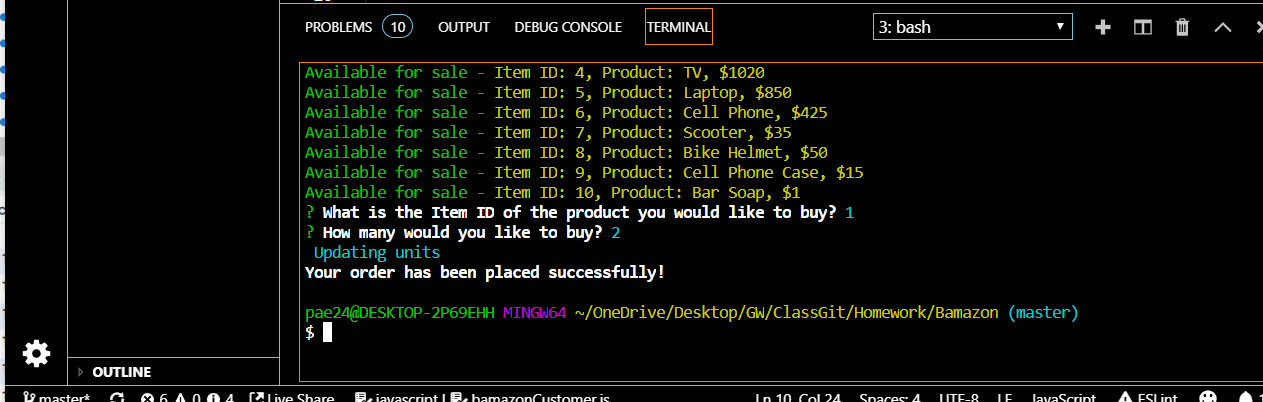 PROBLEMS 10 OUTPUT DEBUG CONSOLE TERMINAL 3: bash
Available for sale - Item ID: 4, Product: TV, $1020
Available for sale - Item ID: 5, Product: Laptop, $850
Available for sale - Item ID: 6, Product: Cell Phone, $425
Available for sale - Item ID: 7, Product: Scooter, $35
Available for sale - Item ID: 8, Product: Bike Helmet, $50
Available for sale - Item ID: 9, Product: Cell Phone Case, $15
Available for sale - Item ID: 10, Product: Bar Soap, $1
? What is the Item ID of the product you would like to buy? 1
? How many would you like to buy? 2
Updating units
Your order has been placed successfully!
pae24@DESKTOP-2P69EHH MINGW64 ~/OneDrive/Desktop/GW/ClassGit/Homework/Bamazon (master)
$
OUTLINE
master* 6 0 4 Live Share javascript | bamazonCustomer.js Ln 10, Col 24 Spaces: 4 UTF-8 LF JavaScript ESLint 1